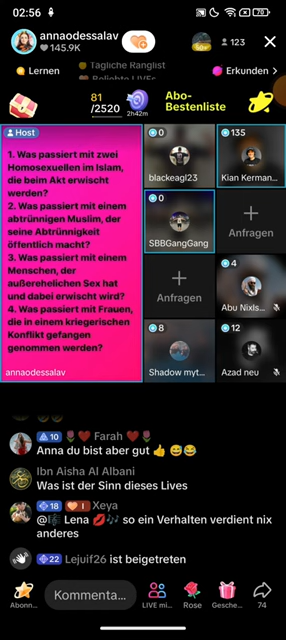 02:56
70
annaodessalav
145.9K
50+
123
Tägliche Rangliste
Lernen
Beliebte LIVEs
Erkunden >
81
/2520
2h42m
Abo-
Bestenliste
Host
1. Was passiert mit zwei
Homosexuellen im Islam,
die beim Akt erwischt
werden?
2. Was passiert mit einem
abtrünnigen Muslim, der
seine Abtrünnigkeit
öffentlich macht?
3. Was passiert mit einem
Menschen, der
außerehelichen Sex hat
und dabei erwischt wird?
4. Was passiert mit Frauen,
die in einem kriegerischen
Konflikt gefangen
genommen werden?
annaodessalav
0
blackeagl23
135
Kian Kerman...
0
SBBGangGang
Anfragen
Anfragen
4
Abu NixIs...
8
Shadow myt...
12
Azad neu
10 Farah
Anna du bist aber gut 👍 😅😂
Ibn Aisha Al Albani
Was ist der Sinn dieses Lives
18 I Xeya
@ Lena 💋🎶 so ein Verhalten verdient nix
anderes
22 Lejuif26 ist beigetreten
Abonn...
Kommenta...
LIVE mi...
Rose
Gesche...
74